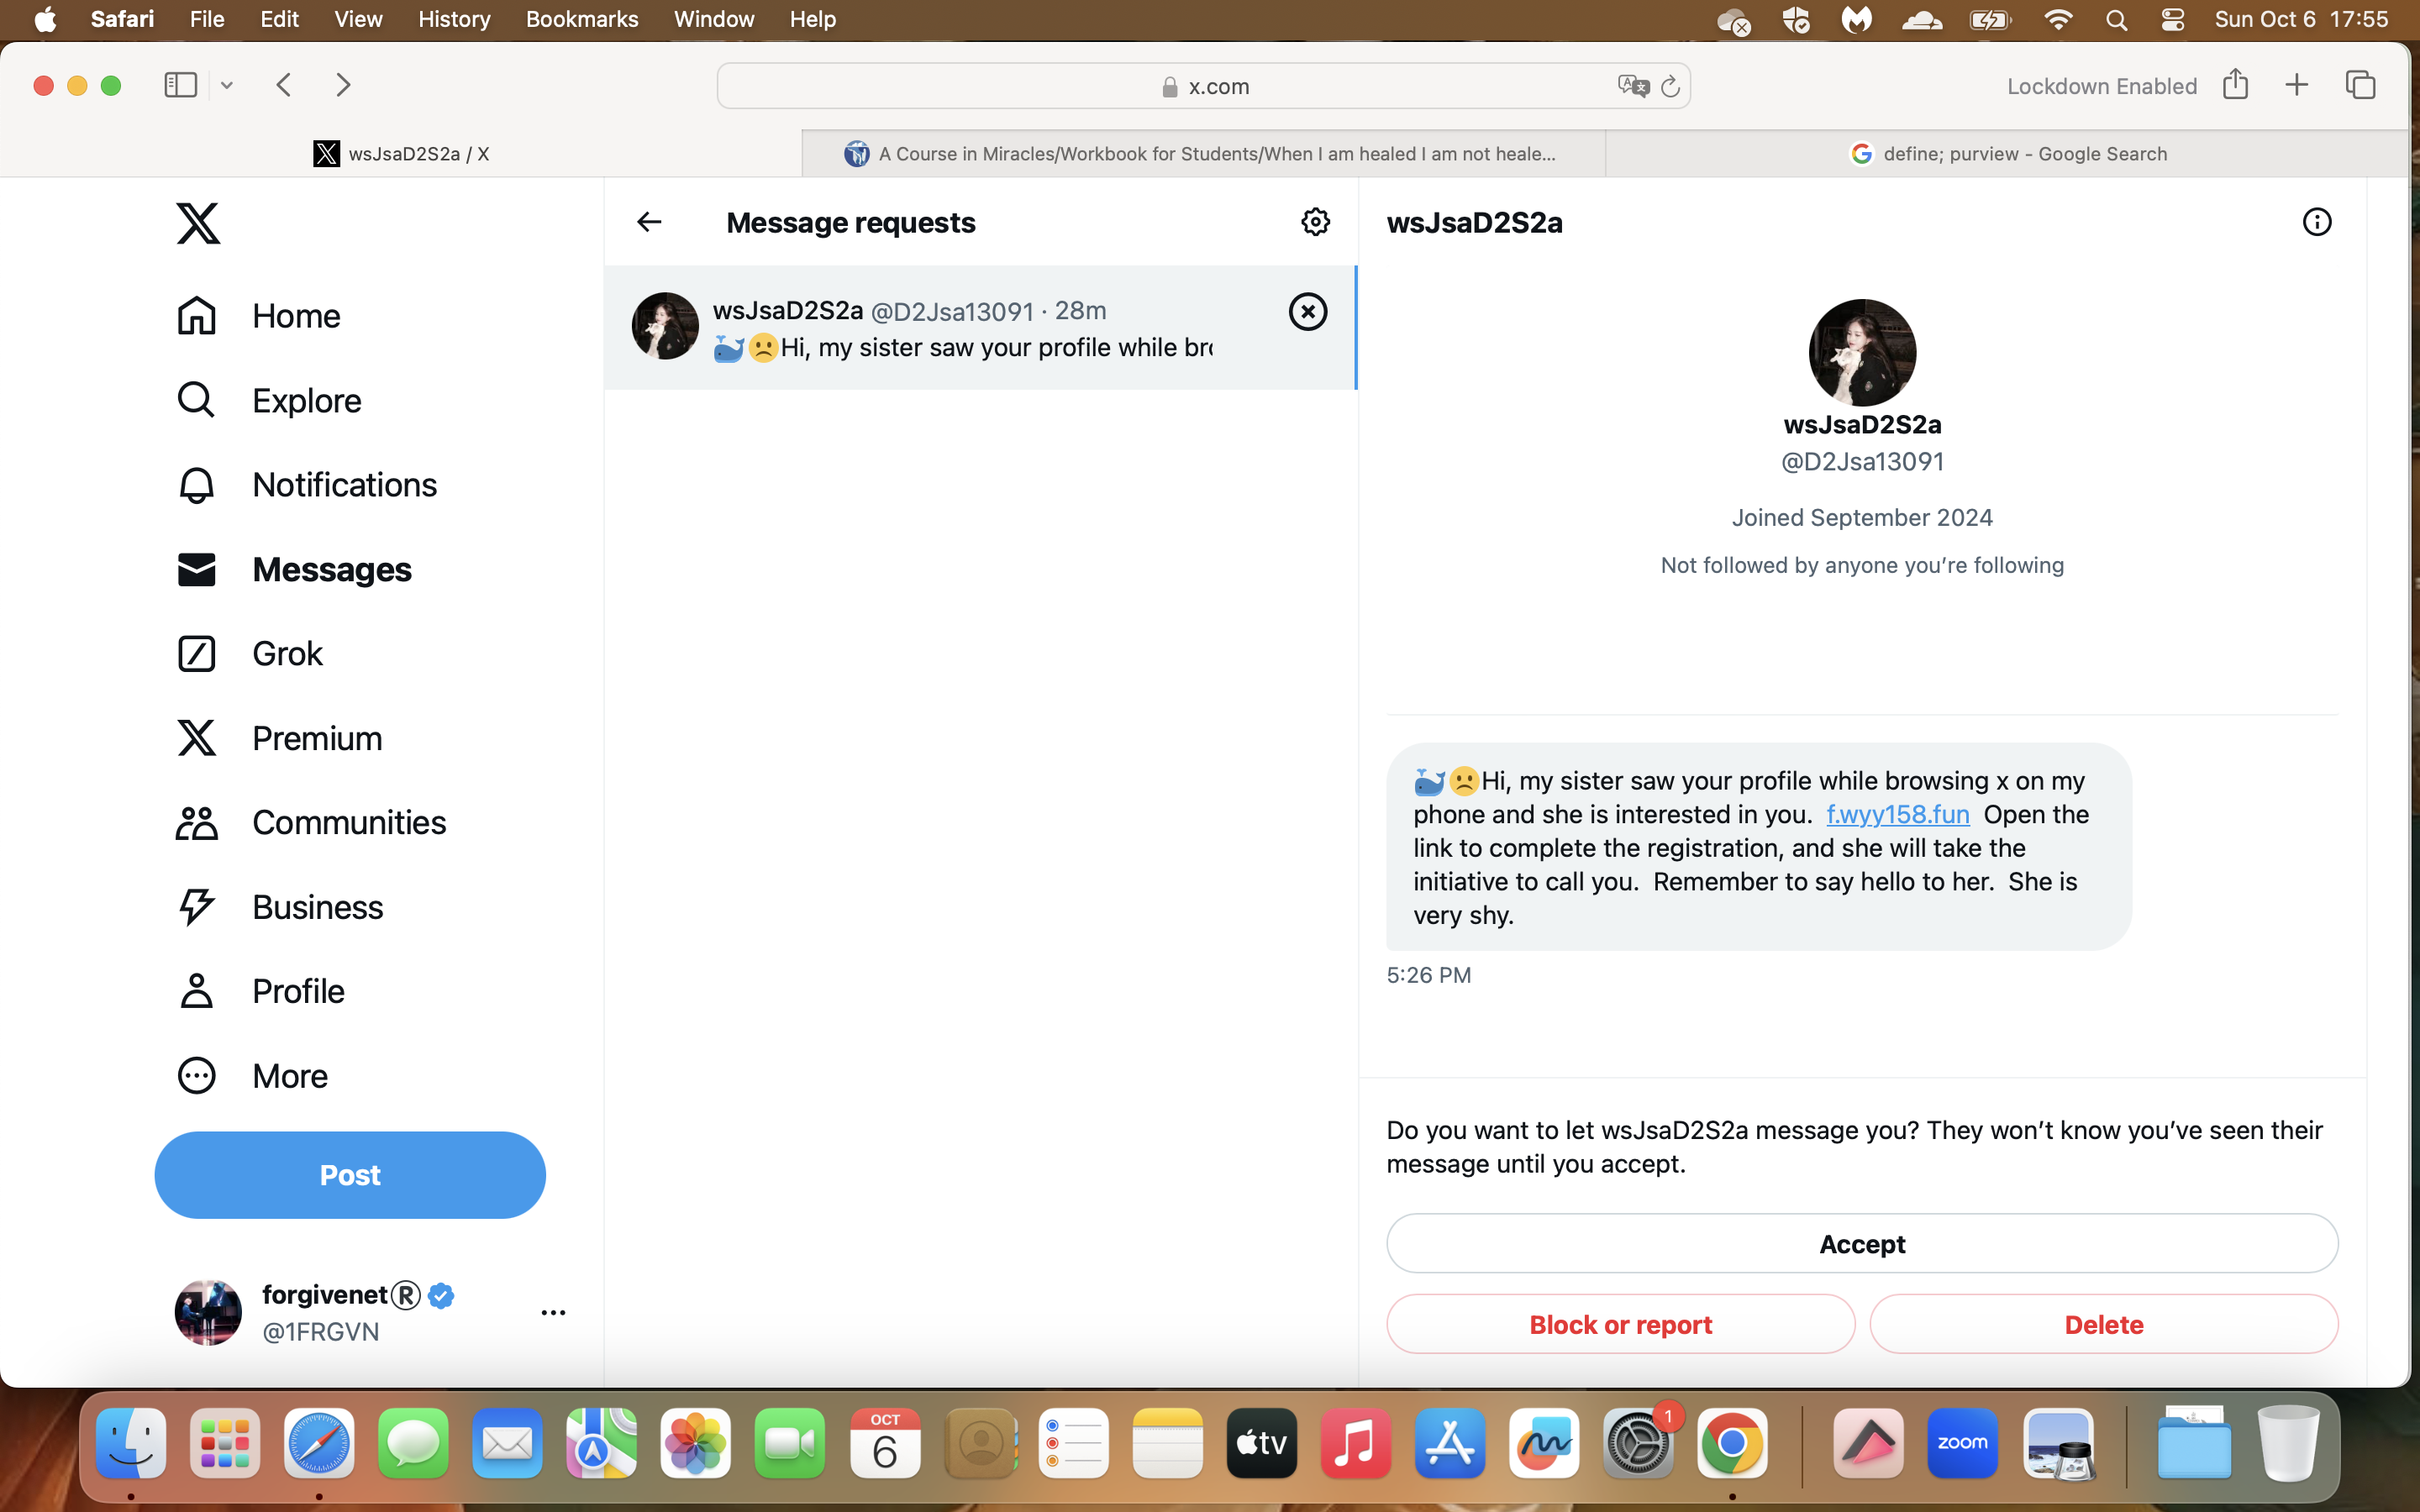 Safari File Edit View History Bookmarks Window Help Sun Oct 6 17:55
x.com Lockdown Enabled
wsJsaD2S2a / X
A Course in Miracles/Workbook for Students/When I am healed I am not heale...
define; purview - Google Search
Home
Explore
Notifications
Messages
Grok
Premium
Communities
Business
Profile
More
Post
forgivenet®
@1FRGVN
Message requests
wsJsaD2S2a @D2Jsa13091 · 28m
🐳🙁Hi, my sister saw your profile while bro
wsJsaD2S2a
wsJsaD2S2a
@D2Jsa13091
Joined September 2024
Not followed by anyone you’re following
🐳🙁Hi, my sister saw your profile while browsing x on my
phone and she is interested in you. f.wyy158.fun Open the
link to complete the registration, and she will take the
initiative to call you. Remember to say hello to her. She is
very shy.
5:26 PM
Do you want to let wsJsaD2S2a message you? They won’t know you’ve seen their
message until you accept.
Accept
Block or report
Delete
OCT
6
tv
1
zoom